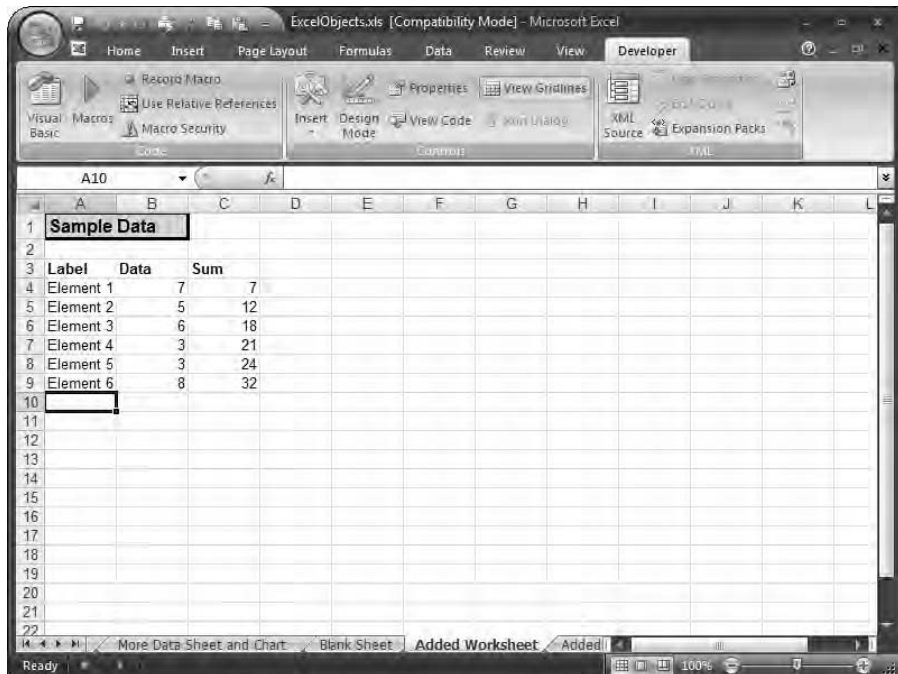 ExcelObjects.xls [Compatibility Mode] - Microsoft Excel
Home Insert Page Layout Formulas Data Review View Developer
Visual Basic
Macros
Record Macro
Use Relative References
Macro Security
Code
Insert
Design Mode
Properties
View Code
View Gridlines
Run Dialog
Controls
XML Source
Expansion Packs
XML
A10 fx
A B C D E F G H I J K L
1 Sample Data
2
3 Label Data Sum
4 Element 1 7 7
5 Element 2 5 12
6 Element 3 6 18
7 Element 4 3 21
8 Element 5 3 24
9 Element 6 8 32
10
11
12
13
14
15
16
17
18
19
20
21
22
More Data Sheet and Chart Blank Sheet Added Worksheet Added
Ready 100%